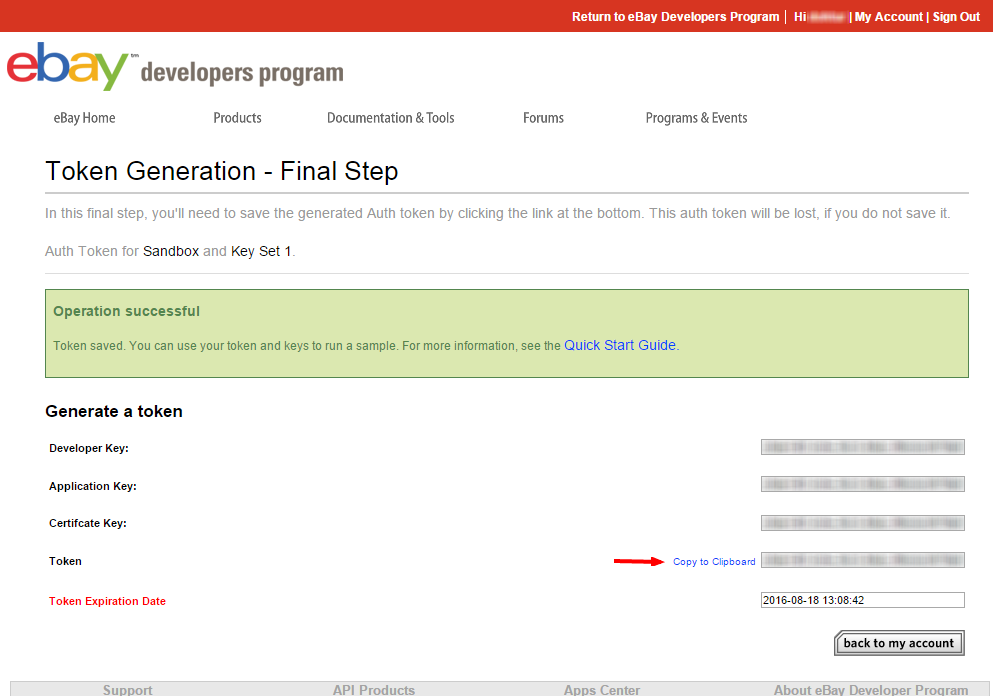 Return to eBay Developers Program | Hi | My Account | Sign Out
ebay™ developers program
eBay Home Products Documentation & Tools Forums Programs & Events
Token Generation - Final Step
In this final step, you'll need to save the generated Auth token by clicking the link at the bottom. This auth token will be lost, if you do not save it.
Auth Token for Sandbox and Key Set 1.
Operation successful
Token saved. You can use your token and keys to run a sample. For more information, see the Quick Start Guide.
Generate a token
Developer Key:
Application Key:
Certifcate Key:
Token Copy to Clipboard
Token Expiration Date 2016-08-18 13:08:42
back to my account
Support API Products Apps Center About eBay Developer Program